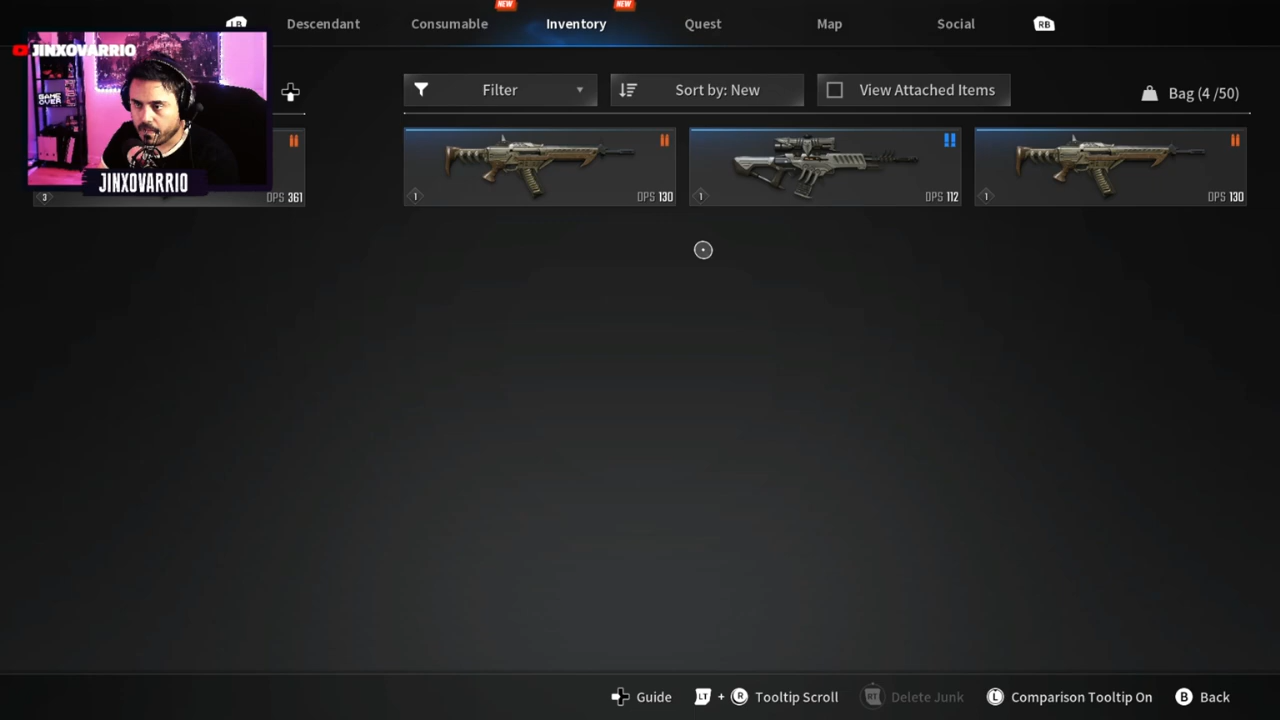 LB
Descendant
NEW
Consumable
NEW
Inventory
Quest
Map
Social
RB
JINXOVARRIO
GAME OVER
JINXOVARRIO
Filter
Sort by: New
View Attached Items
Bag (4 /50)
3
DPS 361
1
DPS 130
1
DPS 112
1
DPS 130
Guide
LT + R Tooltip Scroll
RT Delete Junk
L Comparison Tooltip On
B Back